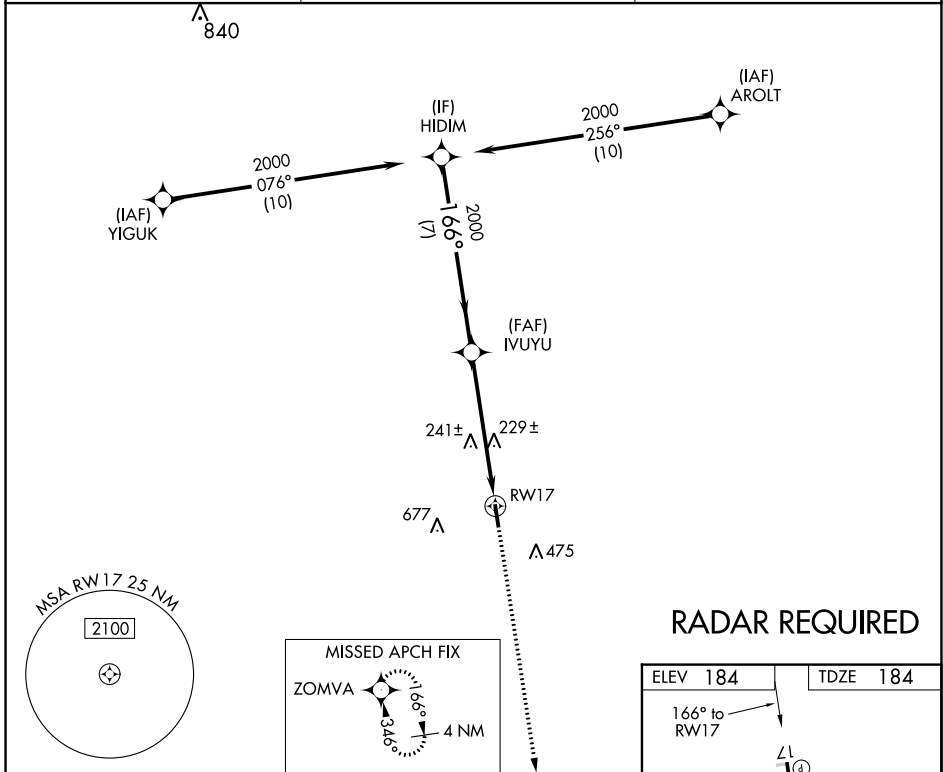 840
(IAF)
AROLT
(IF)
HIDIM
2000
256°
(10)
2000
076°
(10)
(IAF)
YIGUK
2000
166°
(7)
(FAF)
IVUYU
241±
229±
RW17
677
475
MSA RW17 25 NM
2100
RADAR REQUIRED
MISSED APCH FIX
ZOMVA
166°
346°
4 NM
ELEV 184
TDZE 184
166° to
RW17
17
P